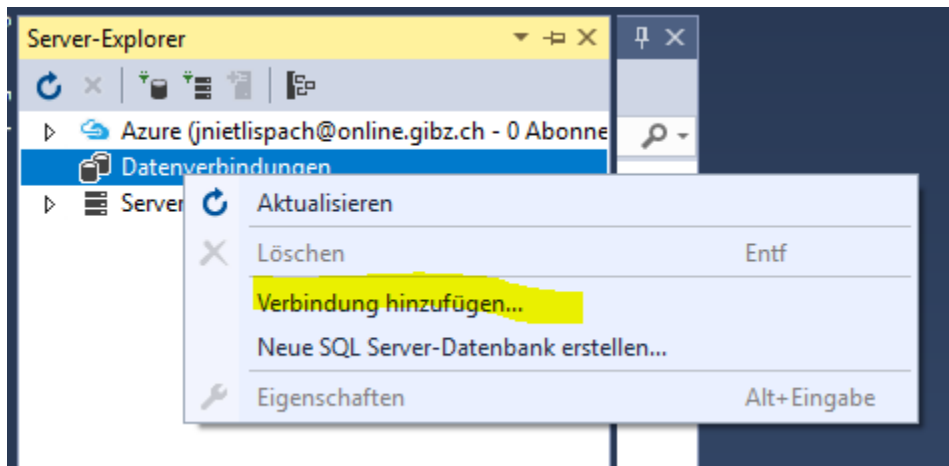 Server-Explorer
Azure (jnietlispach@online.gibz.ch - 0 Abonne
Datenverbindungen
Server
Aktualisieren
Löschen Entf
Verbindung hinzufügen...
Neue SQL Server-Datenbank erstellen...
Eigenschaften Alt+Eingabe